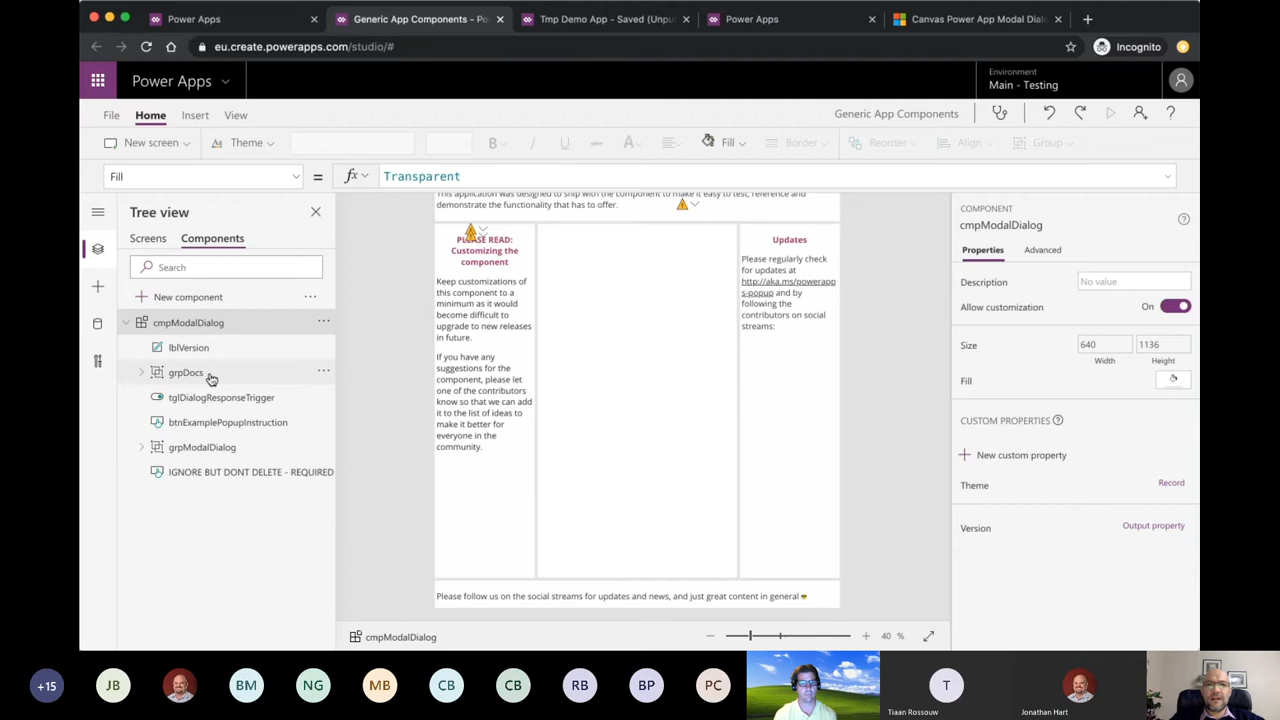 Power Apps
Generic App Components - Po
Tmp Demo App - Saved (Unpu
Power Apps
Canvas Power App Modal Dial
eu.create.powerapps.com/studio/#
Incognito
Power Apps
Environment
Main - Testing
File
Home
Insert
View
Generic App Components
New screen
Theme
B
I
U
abc
A
Fill
Border
Reorder
Align
Group
Fill
=
fx
Transparent
Tree view
Screens
Components
Search
New component
cmpModalDialog
lblVersion
grpDocs
tglDialogResponseTrigger
btnExamplePopupInstruction
grpModalDialog
IGNORE BUT DONT DELETE - REQUIRED
This application was designed to ship with the component to make it easy to test, reference and
demonstrate the functionality that has to offer.
PLEASE READ:
Customizing the
component
Keep customizations of
this component to a
minimum as it would
become difficult to
upgrade to new releases
in future.
If you have any
suggestions for the
component, please let
one of the contributors
know so that we can add
it to the list of ideas to
make it better for
everyone in the
community.
Updates
Please regularly check
for updates at
http://aka.ms/powerapp
s-popup and by
following the
contributors on social
streams:
Please follow us on the social streams for updates and news, and just great content in general
cmpModalDialog
40 %
COMPONENT
cmpModalDialog
Properties
Advanced
Description
No value
Allow customization
On
Size
640
1136
Width
Height
Fill
CUSTOM PROPERTIES
New custom property
Theme
Record
Version
Output property
+15
JB
BM
NG
MB
CB
CB
RB
BP
PC
T
Tiaan Rossouw
Jonathan Hart